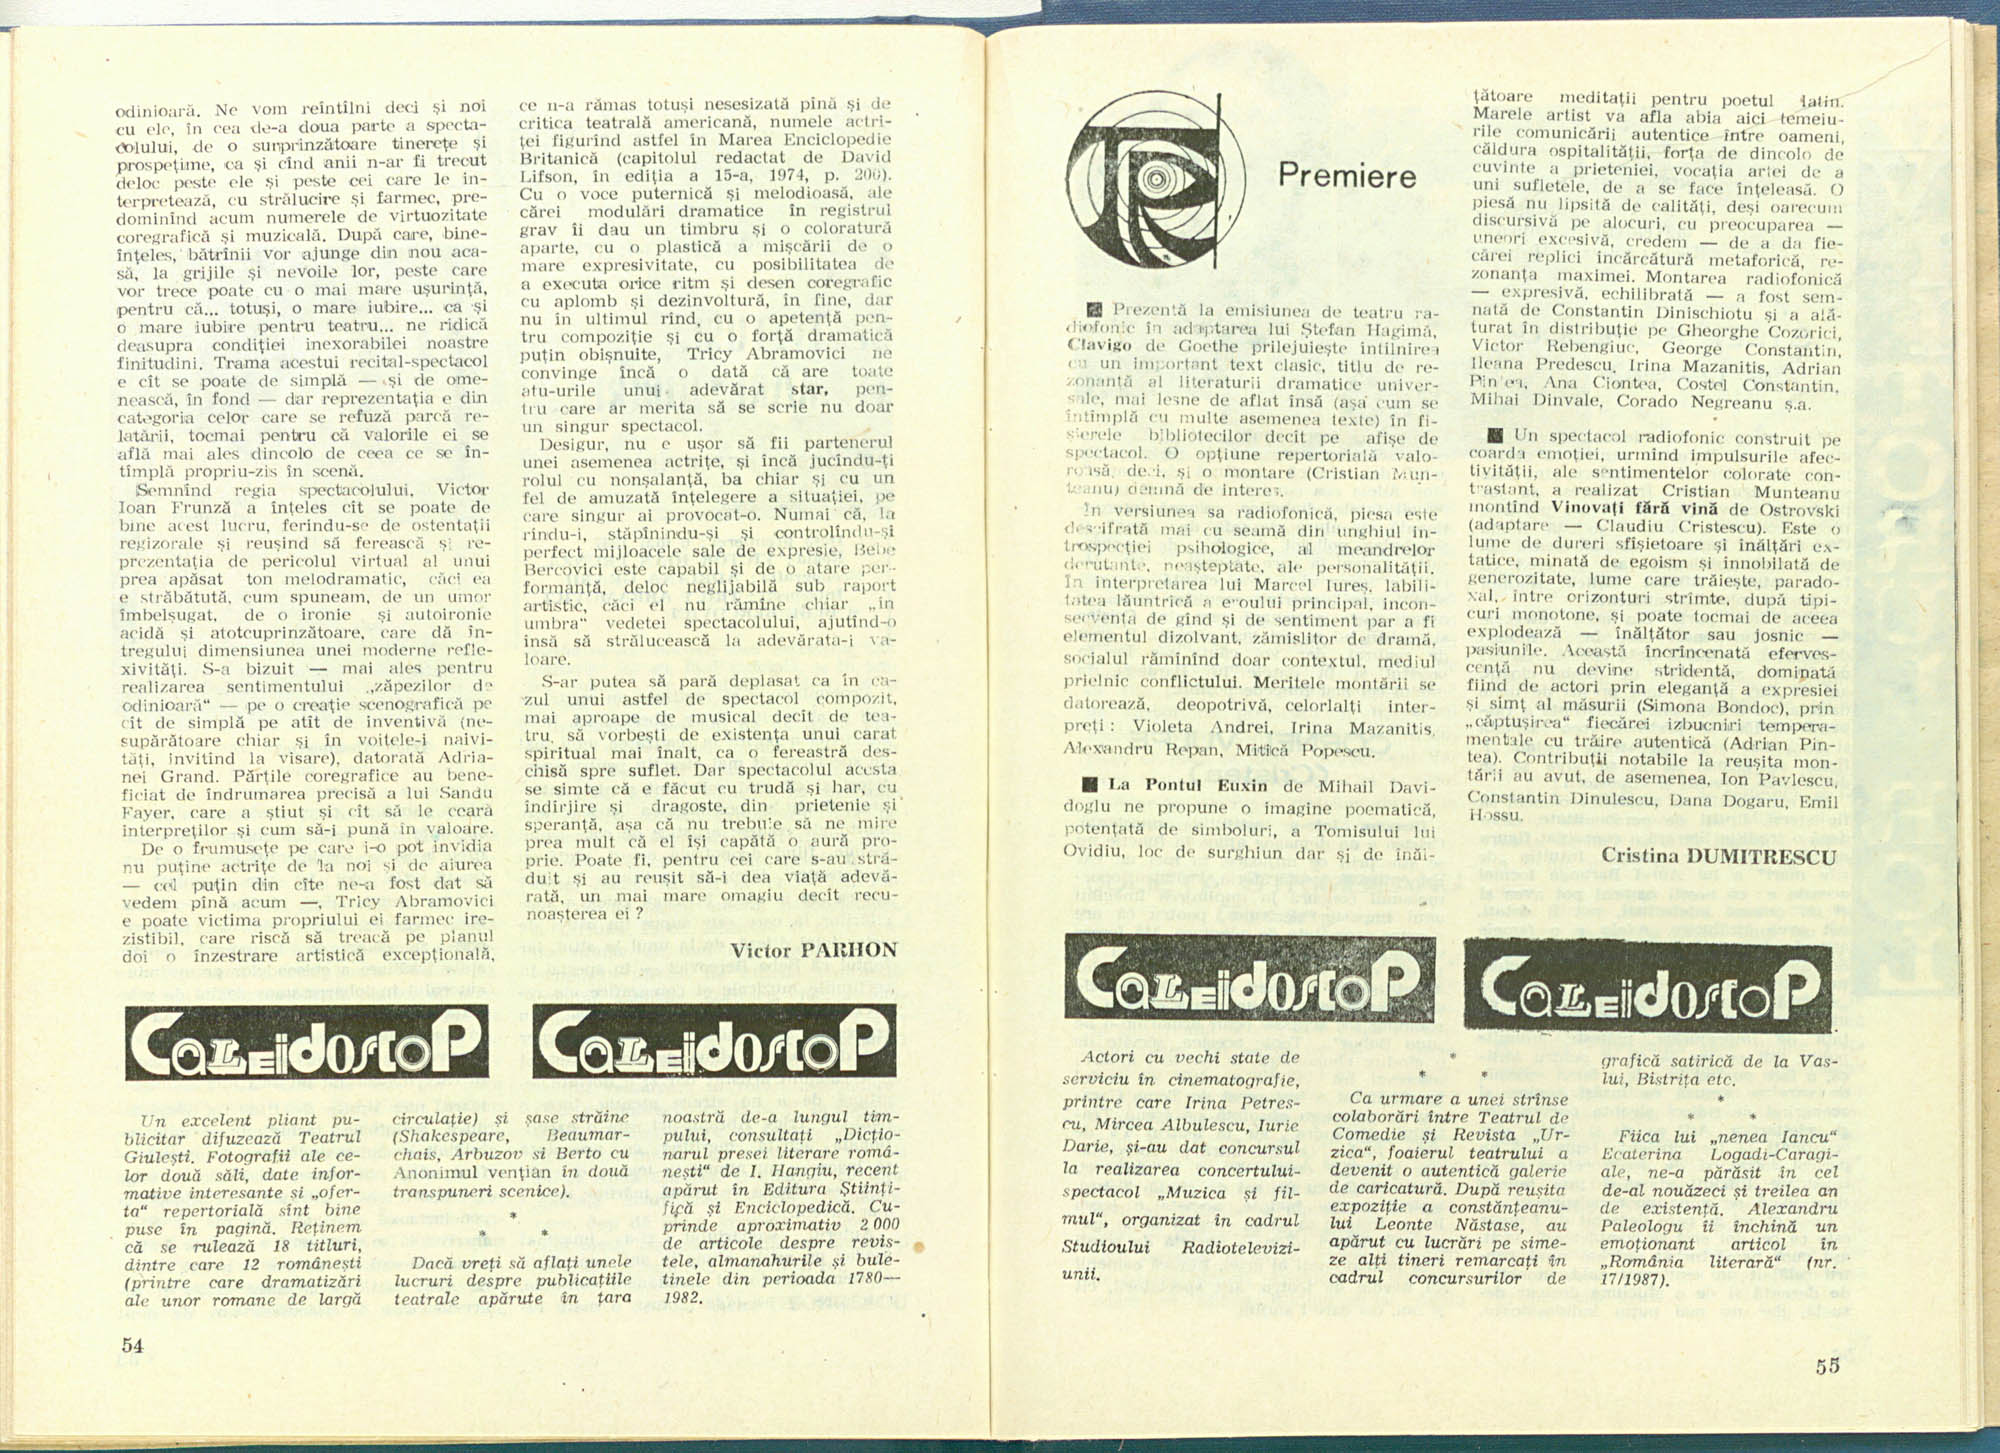 odinioară. Ne vom reîntîlni deci și noi
cu ele, în cea de-a doua parte a specta-
colului, de o surprinzătoare tinerețe și
prospețime, ca și cînd anii n-ar fi trecut
deloc peste ele și peste cei care le in-
terpretează, cu strălucire și farmec, pre-
dominînd acum numerele de virtuozitate
coregrafică și muzicală. După care, bine-
înțeles, bătrînii vor ajunge din nou aca-
să, la grijile și nevoile lor, peste care
vor trece poate cu o mai mare ușurință,
pentru că... totuși, o mare iubire... ca și
o mare iubire pentru teatru... ne ridică
deasupra condiției inexorabilei noastre
finitudini. Trama acestui recital-spectacol
e cît se poate de simplă — și de ome-
nească, în fond — dar reprezentația e din
categoria celor care se refuză parcă re-
latării, tocmai pentru că valorile ei se
află mai ales dincolo de ceea ce se în-
tîmplă propriu-zis în scenă.
Semnînd regia spectacolului, Victor
Ioan Frunză a înțeles cît se poate de
bine acest lucru, ferindu-se de ostentații
regizorale și reușind să ferească și re-
prezentația de pericolul virtual al unui
prea apăsat ton melodramatic, căci ea
e străbătută, cum spuneam, de un umor
îmbelșugat, de o ironie și autoironie
acidă și atotcuprinzătoare, care dă în-
tregului dimensiunea unei moderne refle-
xivități. S-a bizuit — mai ales pentru
realizarea sentimentului „zăpezilor de
odinioară“ — pe o creație scenografică pe
cît de simplă pe atît de inventivă (ne-
supărătoare chiar și în voitele-i naivi-
tăți, invitînd la visare), datorată Adria-
nei Grand. Părțile coregrafice au bene-
ficiat de îndrumarea precisă a lui Sandu
Fayer, care a știut și cît să le ceară
interpreților și cum să-i pună în valoare.
De o frumusețe pe care i-o pot invidia
nu puține actrițe de la noi și de aiurea
— cel puțin din cîte ne-a fost dat să
vedem pînă acum —, Tricy Abramovici
e poate victima propriului ei farmec ire-
zistibil, care riscă să treacă pe planul
doi o înzestrare artistică excepțională,
ce n-a rămas totuși nesesizată pînă și de
critica teatrală americană, numele actri-
ței figurînd astfel în Marea Enciclopedie
Britanică (capitolul redactat de David
Lifson, în ediția a 15-a, 1974, p. 206).
Cu o voce puternică și melodioasă, ale
cărei modulări dramatice în registrul
grav îi dau un timbru și o coloratură
aparte, cu o plastică a mișcării de o
mare expresivitate, cu posibilitatea de
a executa orice ritm și desen coregrafic
cu aplomb și dezinvoltură, în fine, dar
nu în ultimul rînd, cu o apetență pen-
tru compoziție și cu o forță dramatică
puțin obișnuite, Tricy Abramovici ne
convinge încă o dată că are toate
atu-urile unui adevărat star, pen-
tru care ar merita să se scrie nu doar
un singur spectacol.
Desigur, nu e ușor să fii partenerul
unei asemenea actrițe, și încă jucîndu-ți
rolul cu nonșalanță, ba chiar și cu un
fel de amuzată înțelegere a situației, pe
care singur ai provocat-o. Numai că, la
rîndu-i, stăpînindu-și și controlîndu-și
perfect mijloacele sale de expresie, Bebe
Bercovici este capabil și de o atare per-
formanță, deloc neglijabilă sub raport
artistic, căci el nu rămîne chiar „în
umbra“ vedetei spectacolului, ajutînd-o
însă să strălucească la adevărata-i va-
loare.
S-ar putea să pară deplasat ca în ca-
zul unui astfel de spectacol compozit,
mai aproape de musical decît de tea-
tru, să vorbești de existența unui carat
spiritual mai înalt, ca o fereastră des-
chisă spre suflet. Dar spectacolul acesta
se simte că e făcut cu trudă și har, cu
îndîrjire și dragoste, din prietenie și
speranță, așa că nu trebuie să ne mire
prea mult că el își capătă o aură pro-
prie. Poate fi, pentru cei care s-au stră-
duit și au reușit să-i dea viață adevă-
rată, un mai mare omagiu decît recu-
noașterea ei ?
Victor PARHON
CaLEidoscoP
CaLEidoscoP
Un excelent pliant pu-
blicitar difuzează Teatrul
Giulești. Fotografii ale ce-
lor două săli, date infor-
mative interesante și „ofer-
ta“ repertorială sînt bine
puse în pagină. Reținem
că se rulează 18 titluri,
dintre care 12 românești
(printre care dramatizări
ale unor romane de largă
circulație) și șase străine
(Shakespeare, Beaumar-
chais, Arbuzov si Berto cu
Anonimul vențian în două
transpuneri scenice).
*
* *
Dacă vreți să aflați unele
lucruri despre publicațiile
teatrale apărute în țara
noastră de-a lungul tim-
pului, consultați „Dicțio-
narul presei literare româ-
nești“ de I. Hangiu, recent
apărut în Editura Științi-
fică și Enciclopedică. Cu-
prinde aproximativ 2 000
de articole despre revis-
tele, almanahurile și bule-
tinele din perioada 1780—
1982.
54
Premiere
■ Prezentă la emisiunea de teatru ra-
diofonic în adaptarea lui Ștefan Hagimă,
Clavigo de Goethe prilejuiește întîlnirea
cu un important text clasic, titlu de re-
zonanță al literaturii dramatice univer-
sale, mai lesne de aflat însă (așa cum se
întîmplă cu multe asemenea texte) în fi-
șierele bibliotecilor decît pe afișe de
spectacol. O opțiune repertorială valo-
roasă, deci, și o montare (Cristian Mun-
teanu) demnă de interes.
În versiunea sa radiofonică, piesa este
descifrată mai cu seamă din unghiul in-
trospecției psihologice, al meandrelor
derutante, neașteptate, ale personalității.
În interpretarea lui Marcel Iureș, labili-
tatea lăuntrică a eroului principal, incon-
secvența de gînd și de sentiment par a fi
elementul dizolvant, zămislitor de dramă,
socialul rămînînd doar contextul, mediul
prielnic conflictului. Meritele montării se
datorează, deopotrivă, celorlalți inter-
preți : Violeta Andrei, Irina Mazanitis,
Alexandru Repan, Mitică Popescu.
■ La Pontul Euxin de Mihail Davi-
doglu ne propune o imagine poematică,
potențată de simboluri, a Tomisului lui
Ovidiu, loc de surghiun dar și de înăl-
țătoare meditații pentru poetul latin.
Marele artist va afla abia aici temeiu-
rile comunicării autentice între oameni,
căldura ospitalității, forța de dincolo de
cuvinte a prieteniei, vocația artei de a
uni sufletele, de a se face înțeleasă. O
piesă nu lipsită de calități, deși oarecum
discursivă pe alocuri, cu preocuparea —
uneori excesivă, credem — de a da fie-
cărei replici încărcătură metaforică, re-
zonanța maximei. Montarea radiofonică
— expresivă, echilibrată — a fost sem-
nată de Constantin Dinischiotu și a ală-
turat în distribuție pe Gheorghe Cozorici,
Victor Rebengiuc, George Constantin,
Ileana Predescu, Irina Mazanitis, Adrian
Pintea, Ana Ciontea, Costel Constantin,
Mihai Dinvale, Corado Negreanu ș.a.
■ Un spectacol radiofonic construit pe
coarda emoției, urmînd impulsurile afec-
tivității, ale sentimentelor colorate con-
trastant, a realizat Cristian Munteanu
montînd Vinovați fără vină de Ostrovski
(adaptare — Claudiu Cristescu). Este o
lume de dureri sfîșietoare și înălțări ex-
tatice, minată de egoism și innobilată de
generozitate, lume care trăiește, parado-
xal, între orizonturi strîmte, după tipi-
curi monotone, și poate tocmai de aceea
explodează — înălțător sau josnic —
pasiunile. Această încrîncenată eferves-
cență nu devine stridentă, dominată
fiind de actori prin eleganță a expresiei
și simț al măsurii (Simona Bondoc), prin
„căptușirea“ fiecărei izbucniri tempera-
mentale cu trăire autentică (Adrian Pin-
tea). Contribuții notabile la reușita mon-
tării au avut, de asemenea, Ion Pavlescu,
Constantin Dinulescu, Dana Dogaru, Emil
Hossu.
Cristina DUMITRESCU
CaLEidoscoP
CaLEidoscoP
Actori cu vechi state de
serviciu în cinematografie,
printre care Irina Petres-
cu, Mircea Albulescu, Iurie
Darie, și-au dat concursul
la realizarea concertului-
spectacol „Muzica și fil-
mul“, organizat în cadrul
Studioului Radiotelevizi-
unii.
*
* *
Ca urmare a unei strînse
colaborări între Teatrul de
Comedie și Revista „Ur-
zica“, foaierul teatrului a
devenit o autentică galerie
de caricatură. După reușita
expoziție a constănțeanu-
lui Leonte Năstase, au
apărut cu lucrări pe sime-
ze alți tineri remarcați în
cadrul concursurilor de
grafică satirică de la Vas-
lui, Bistrița etc.
*
* *
Fiica lui „nenea Iancu“
Ecaterina Logadi-Caragi-
ale, ne-a părăsit în cel
de-al nouăzeci și treilea an
de existență. Alexandru
Paleologu îi închină un
emoționant articol în
„România literară“ (nr.
17/1987).
55